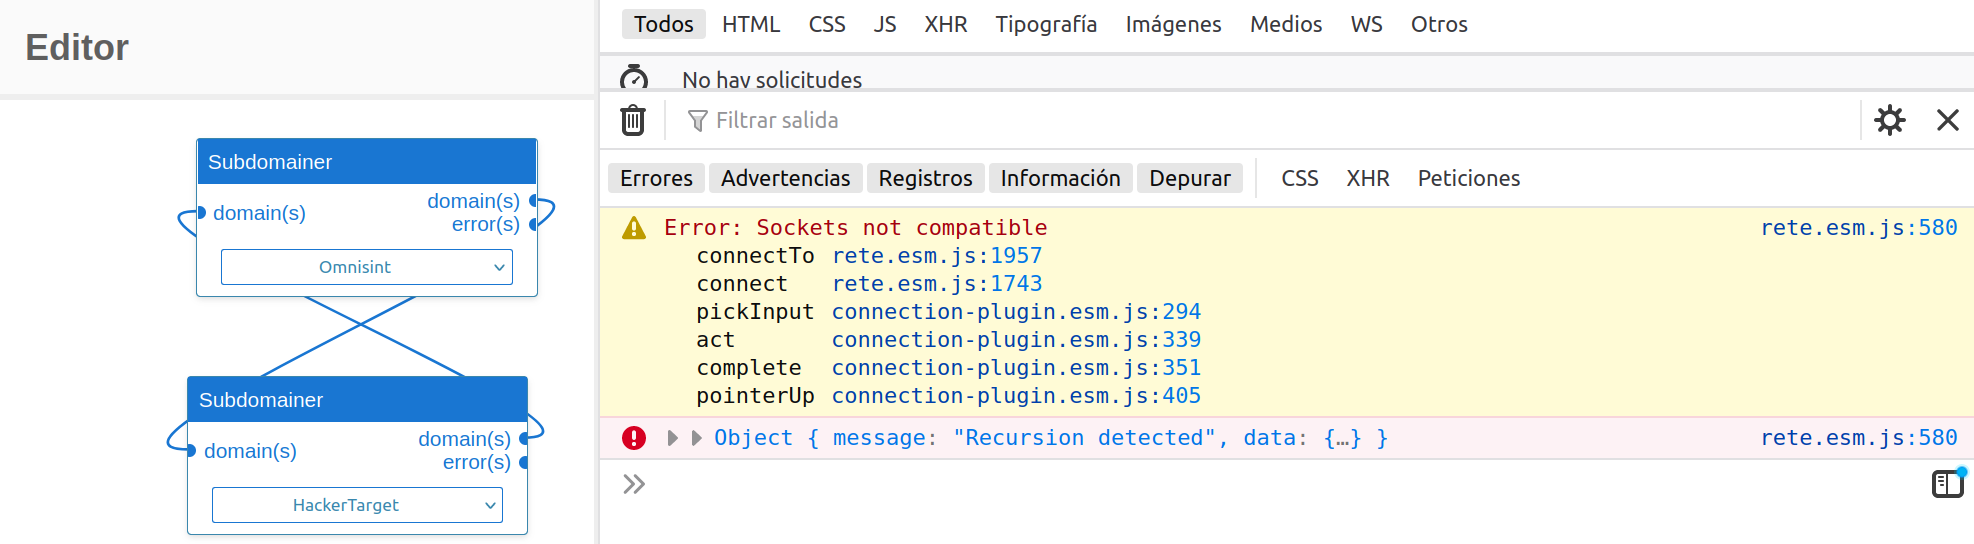 Editor
Subdomainer
domain(s)
domain(s)
error(s)
Omnisint
Subdomainer
domain(s)
domain(s)
error(s)
HackerTarget
Todos HTML CSS JS XHR Tipografía Imágenes Medios WS Otros
No hay solicitudes
Filtrar salida
Errores Advertencias Registros Información Depurar CSS XHR Peticiones
Error: Sockets not compatible rete.esm.js:580
connectTo rete.esm.js:1957
connect rete.esm.js:1743
pickInput connection-plugin.esm.js:294
act connection-plugin.esm.js:339
complete connection-plugin.esm.js:351
pointerUp connection-plugin.esm.js:405
Object { message: "Recursion detected", data: {…} } rete.esm.js:580